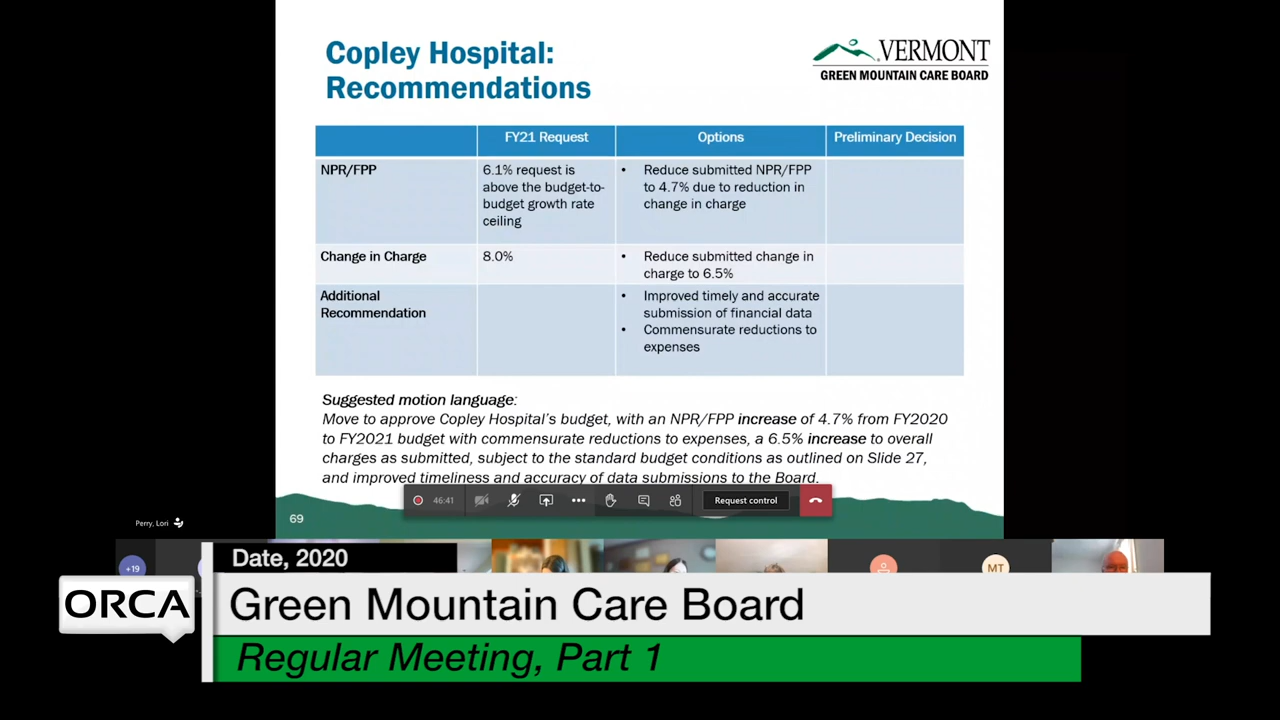 Copley Hospital:
Recommendations
VERMONT
GREEN MOUNTAIN CARE BOARD
FY21 Request
Options
Preliminary Decision
NPR/FPP
6.1% request is
above the budget-to-
budget growth rate
ceiling
• Reduce submitted NPR/FPP
to 4.7% due to reduction in
change in charge
Change in Charge
8.0%
• Reduce submitted change in
charge to 6.5%
Additional
Recommendation
• Improved timely and accurate
submission of financial data
• Commensurate reductions to
expenses
Suggested motion language:
Move to approve Copley Hospital's budget, with an NPR/FPP increase of 4.7% from FY2020
to FY2021 budget with commensurate reductions to expenses, a 6.5% increase to overall
charges as submitted, subject to the standard budget conditions as outlined on Slide 27,
and improved timeliness and accuracy of data submissions to the Board.
46:41
Request control
69
Perry, Lori
+19
MT
Date, 2020
ORCA
Green Mountain Care Board
Regular Meeting, Part 1